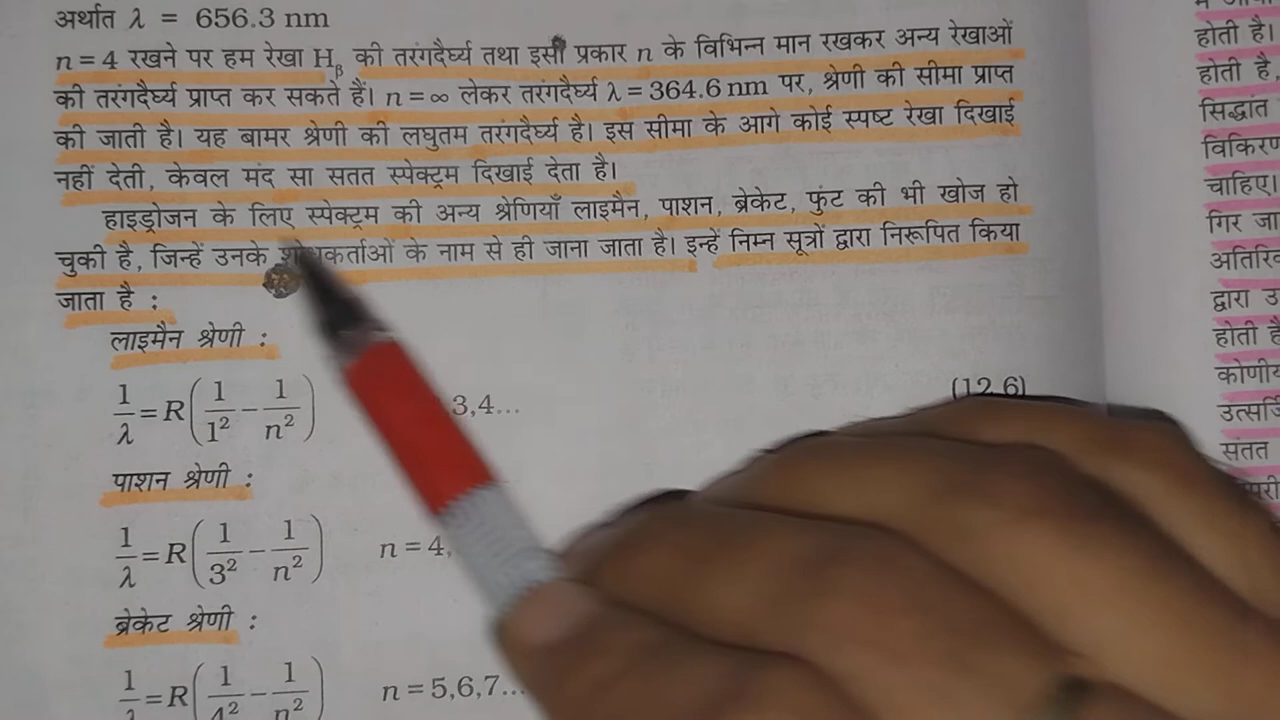 अर्थात λ = 656.3 nm
n = 4 रखने पर हम रेखा Hβ की तरंगदैर्घ्य तथा इसी प्रकार n के विभिन्न मान रखकर अन्य रेखाओं
की तरंगदैर्घ्य प्राप्त कर सकते हैं। n = ∞ लेकर तरंगदैर्घ्य λ = 364.6 nm पर, श्रेणी की सीमा प्राप्त
की जाती है। यह बामर श्रेणी की लघुतम तरंगदैर्घ्य है। इस सीमा के आगे कोई स्पष्ट रेखा दिखाई
नहीं देती, केवल मंद सा सतत स्पेक्ट्रम दिखाई देता है।
हाइड्रोजन के लिए स्पेक्ट्रम की अन्य श्रेणियाँ लाइमैन, पाशन, ब्रेकेट, फुंट की भी खोज हो
चुकी है, जिन्हें उनके के नाम से ही जाना जाता है। इन्हें निम्न सूत्रों द्वारा निरूपित किया
जाता है :
लाइमैन श्रेणी :
1/λ = R(1/1² − 1/n²) 3,4... (12.6)
पाशन श्रेणी :
1/λ = R(1/3² − 1/n²) n = 4,
ब्रेकेट श्रेणी :
1/λ = R(1/4² − 1/n²) n = 5,6,7...
होती है।
होती है,
सिद्धांत
विकिरण
चाहिए।
गिर जा
अतिरिक
द्वारा उ
होती है
कोणीय
उत्सर्जि
संतत